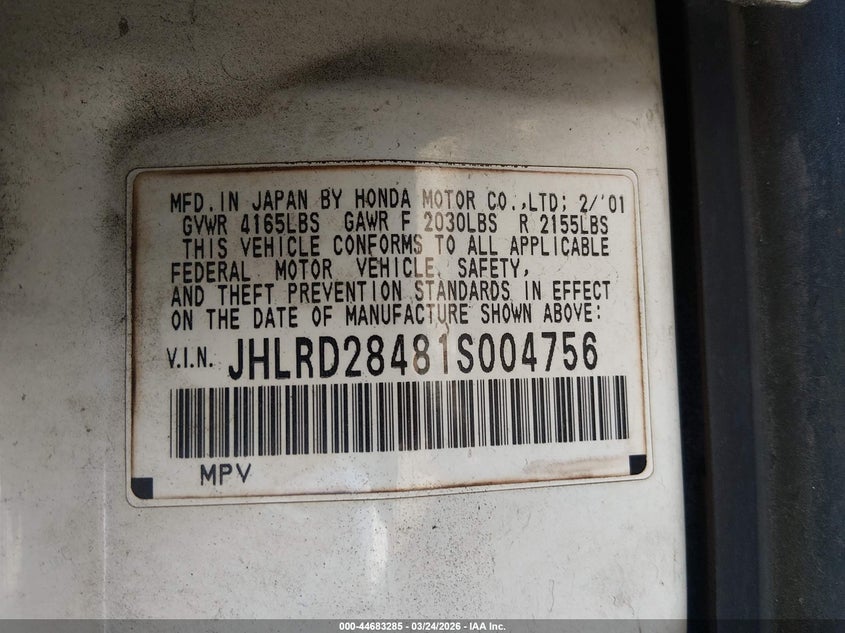 MFD. IN JAPAN BY HONDA MOTOR CO., LTD; 2/'01
GVWR 4165LBS GAWR F 2030LBS R 2155LBS
THIS VEHICLE CONFORMS TO ALL APPLICABLE
FEDERAL MOTOR VEHICLE SAFETY,
AND THEFT PREVENTION STANDARDS IN EFFECT
ON THE DATE OF MANUFACTURE SHOWN ABOVE:
V.I.N. JHLRD28481S004756
MPV
000-44683285 - 03/24/2026 - IAA Inc.